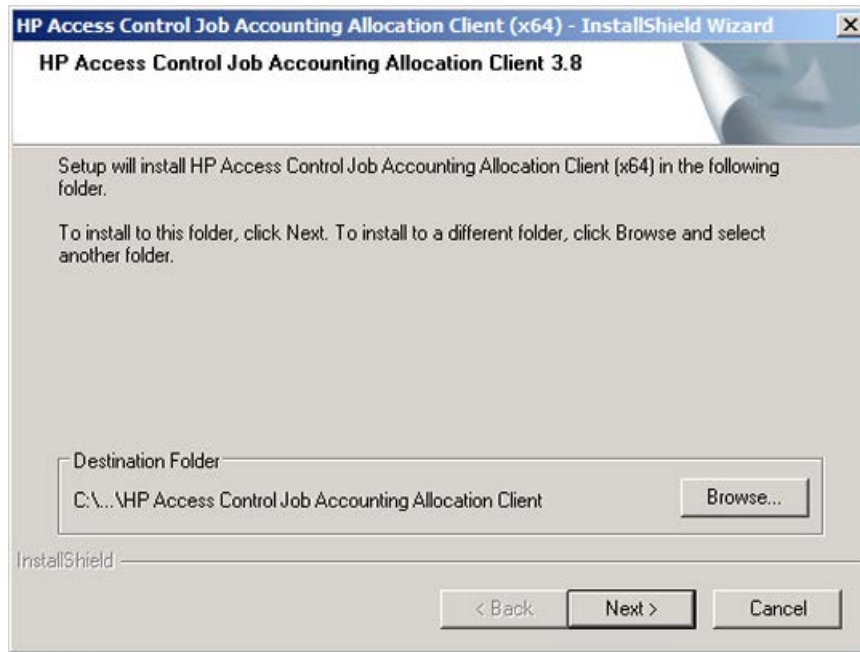 HP Access Control Job Accounting Allocation Client (x64) - InstallShield Wizard
HP Access Control Job Accounting Allocation Client 3.8
Setup will install HP Access Control Job Accounting Allocation Client (x64) in the following
folder.
To install to this folder, click Next. To install to a different folder, click Browse and select
another folder.
Destination Folder
C:\...\HP Access Control Job Accounting Allocation Client
Browse...
InstallShield
< Back
Next >
Cancel